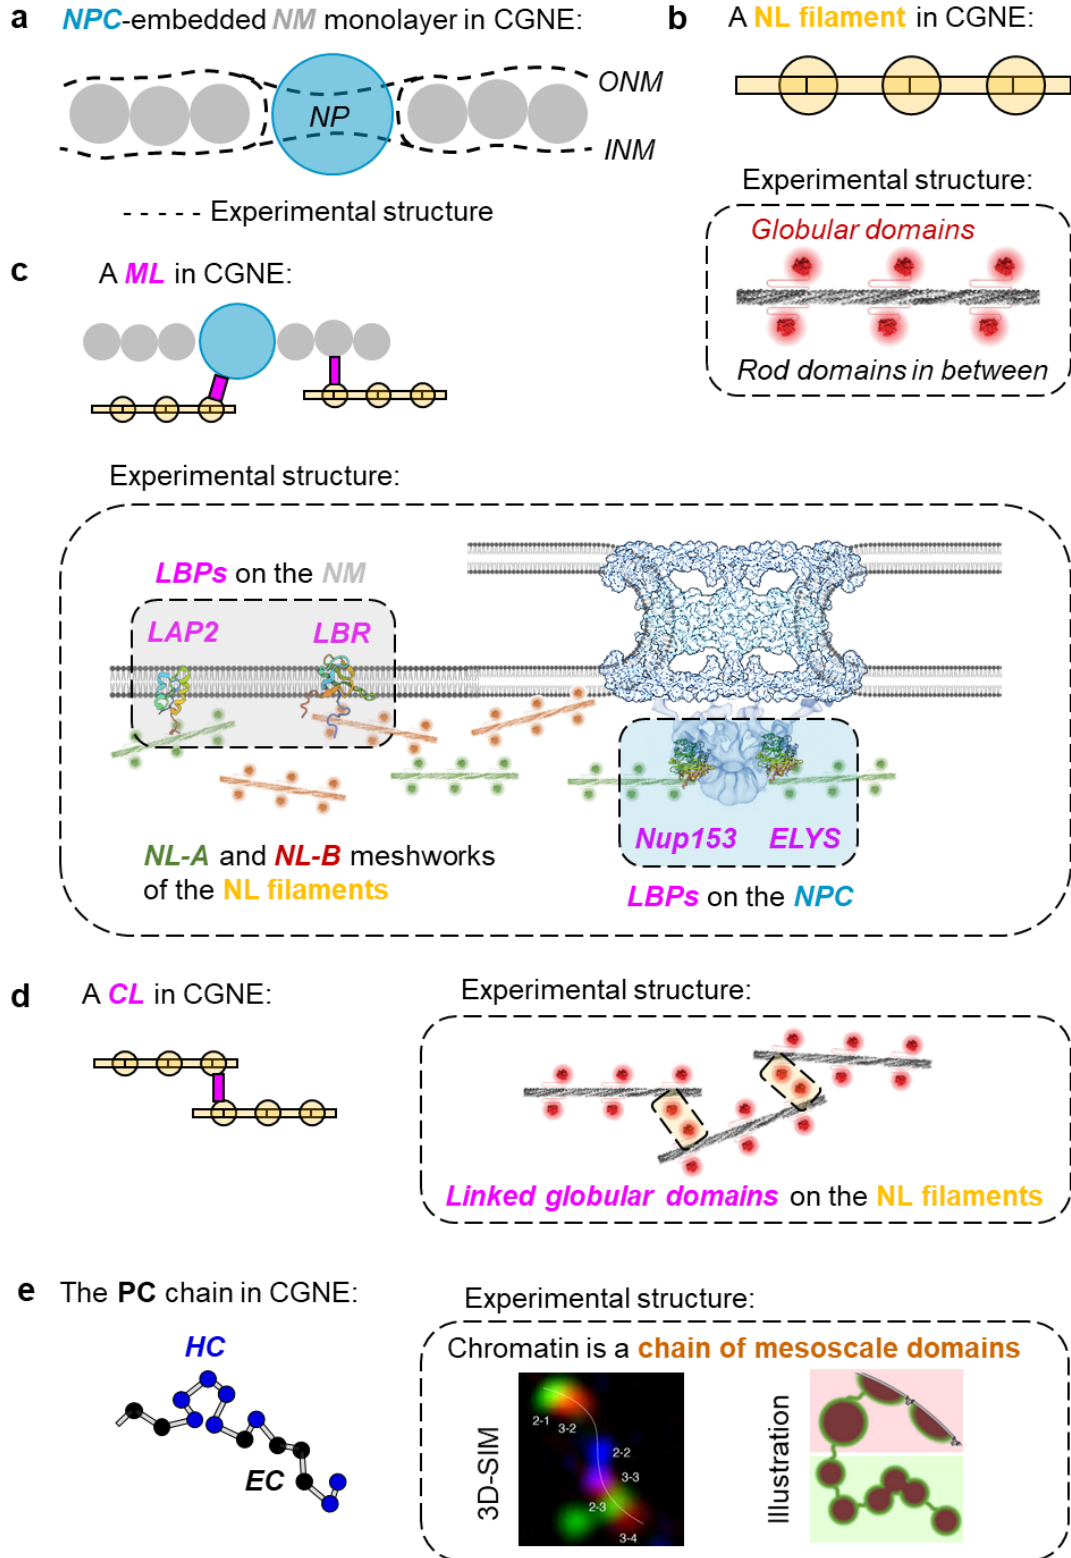 a NPC-embedded NM monolayer in CGNE:
ONM
NP
INM
- - - - - Experimental structure
b A NL filament in CGNE:
Experimental structure:
Globular domains
Rod domains in between
c A ML in CGNE:
Experimental structure:
LBPs on the NM
LAP2 LBR
Nup153 ELYS
NL-A and NL-B meshworks
of the NL filaments
LBPs on the NPC
d A CL in CGNE:
Experimental structure:
Linked globular domains on the NL filaments
e The PC chain in CGNE:
HC
EC
Experimental structure:
Chromatin is a chain of mesoscale domains
3D-SIM
2-1
3-2
2-2
3-3
2-3
3-4
Illustration